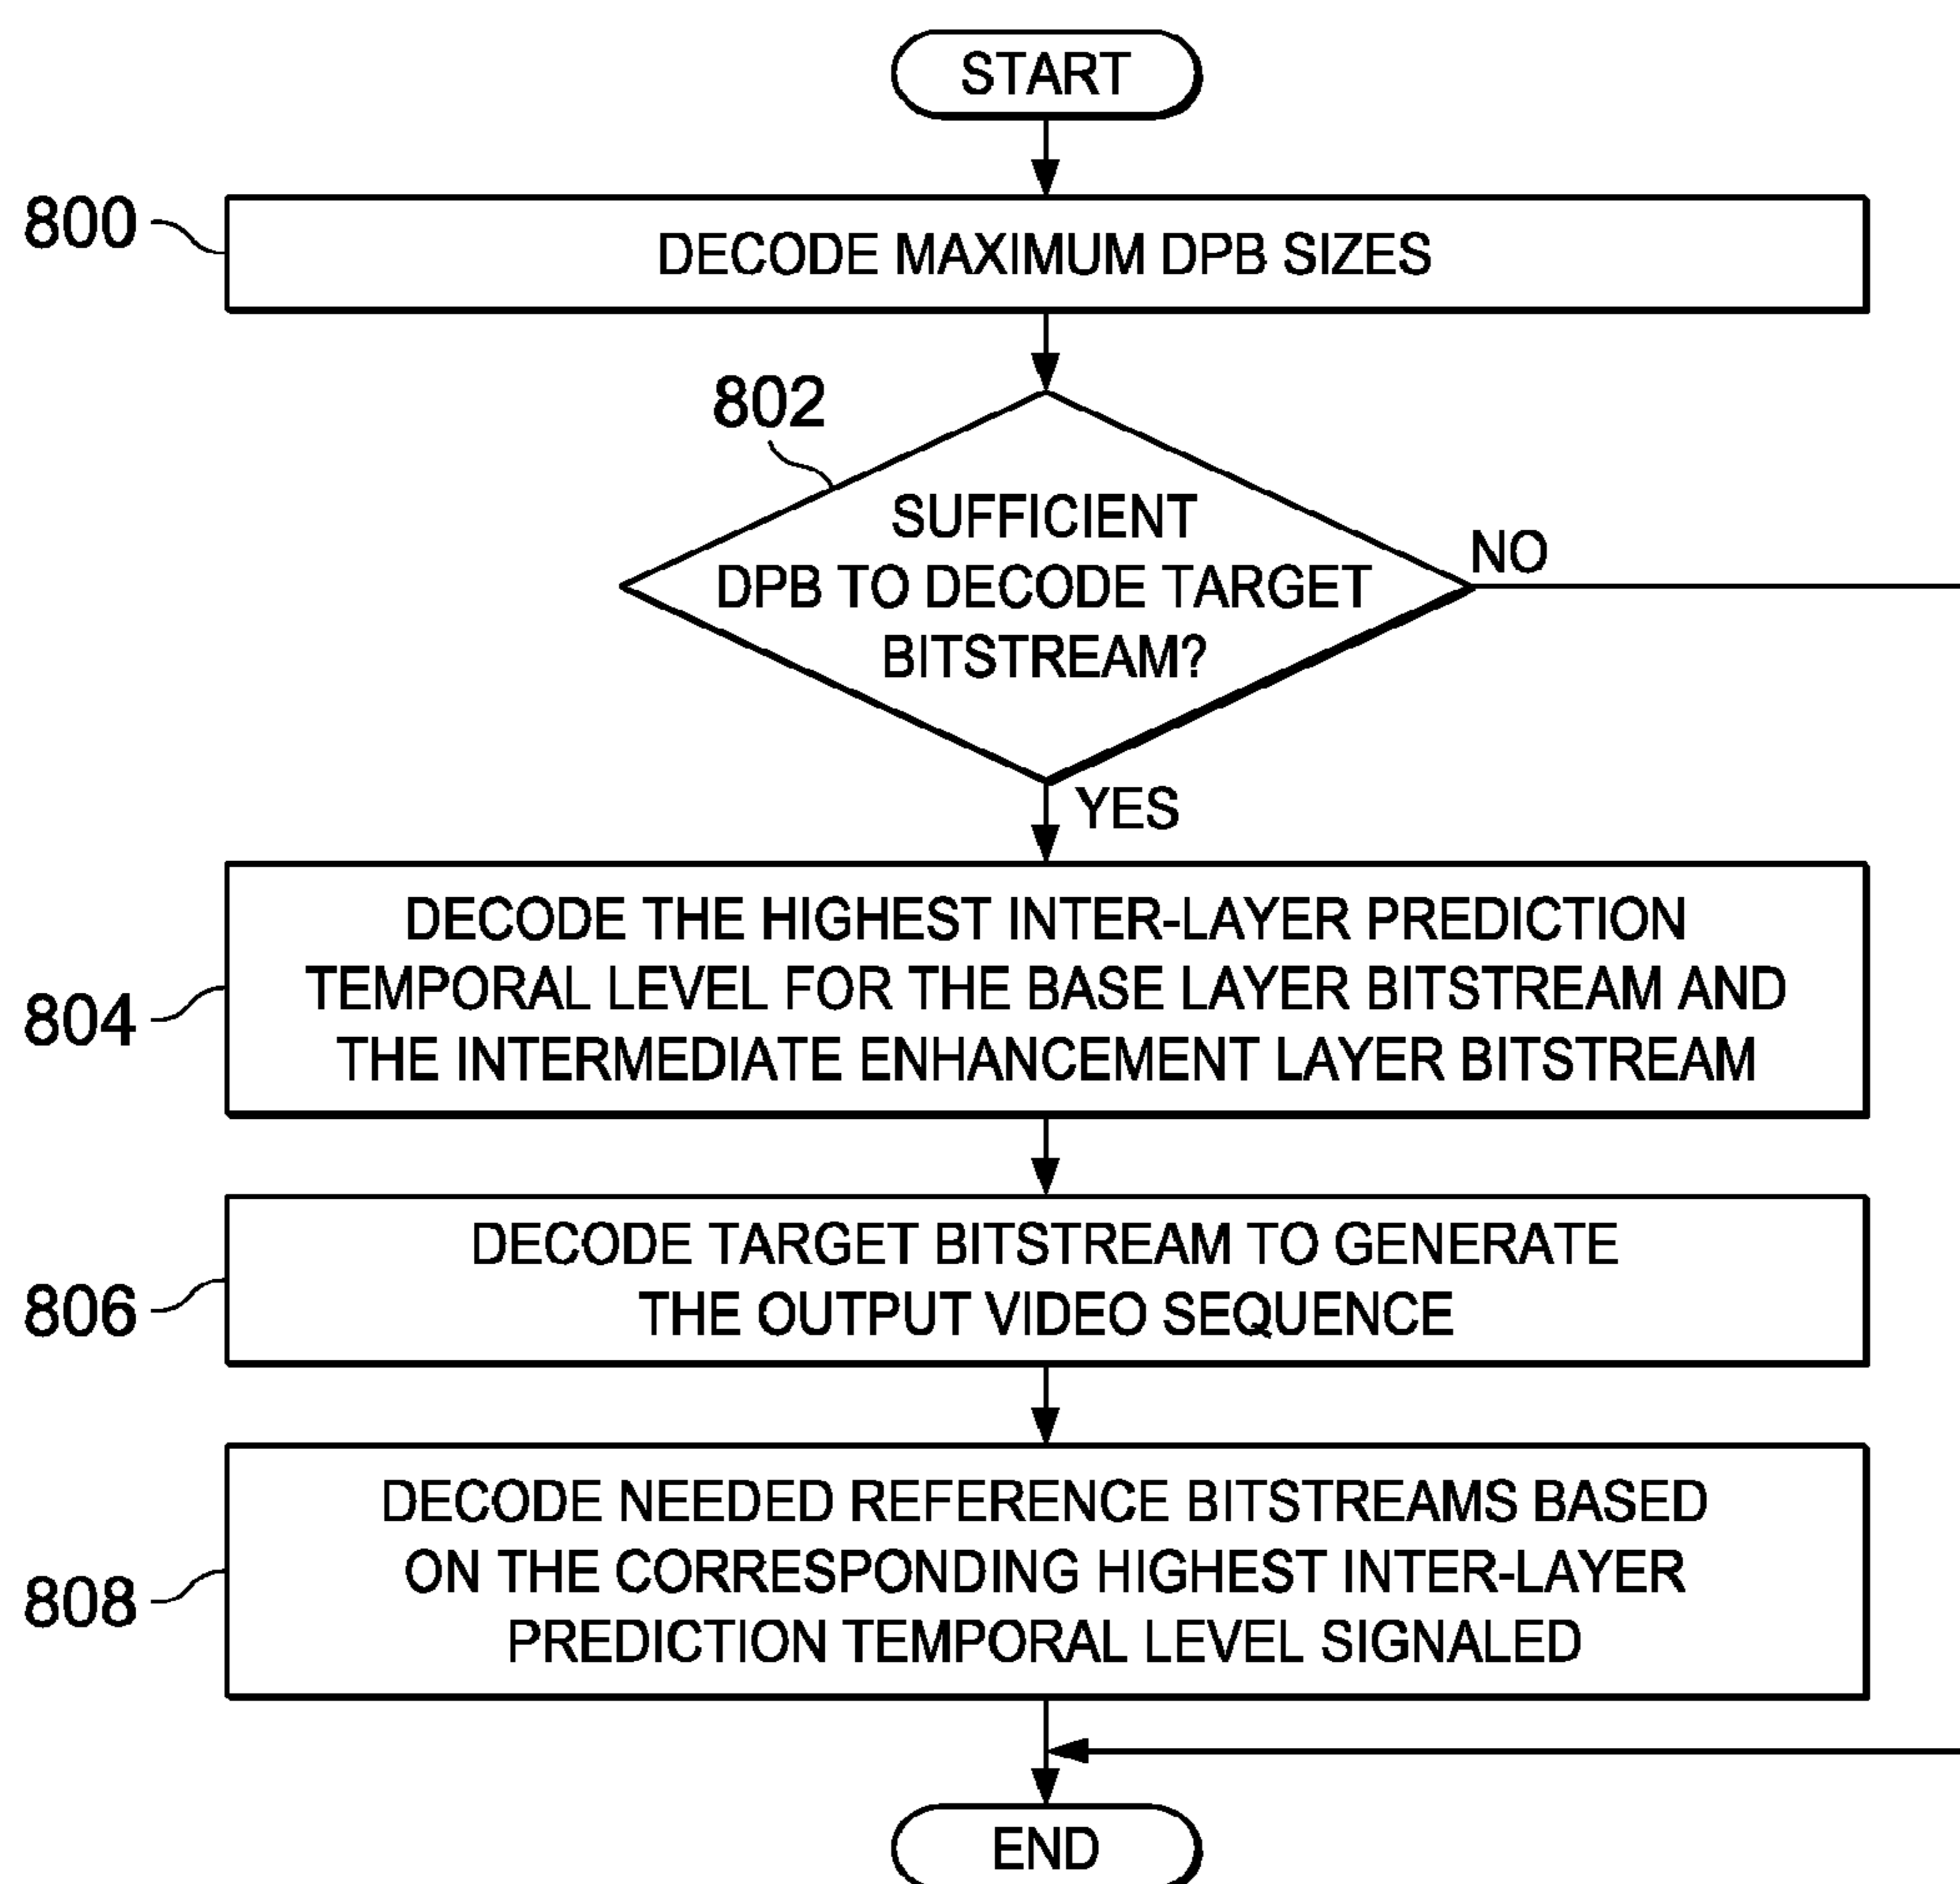 START
800
DECODE MAXIMUM DPB SIZES
802
SUFFICIENT
DPB TO DECODE TARGET
BITSTREAM?
NO
YES
804
DECODE THE HIGHEST INTER-LAYER PREDICTION
TEMPORAL LEVEL FOR THE BASE LAYER BITSTREAM AND
THE INTERMEDIATE ENHANCEMENT LAYER BITSTREAM
806
DECODE TARGET BITSTREAM TO GENERATE
THE OUTPUT VIDEO SEQUENCE
808
DECODE NEEDED REFERENCE BITSTREAMS BASED
ON THE CORRESPONDING HIGHEST INTER-LAYER
PREDICTION TEMPORAL LEVEL SIGNALED
END